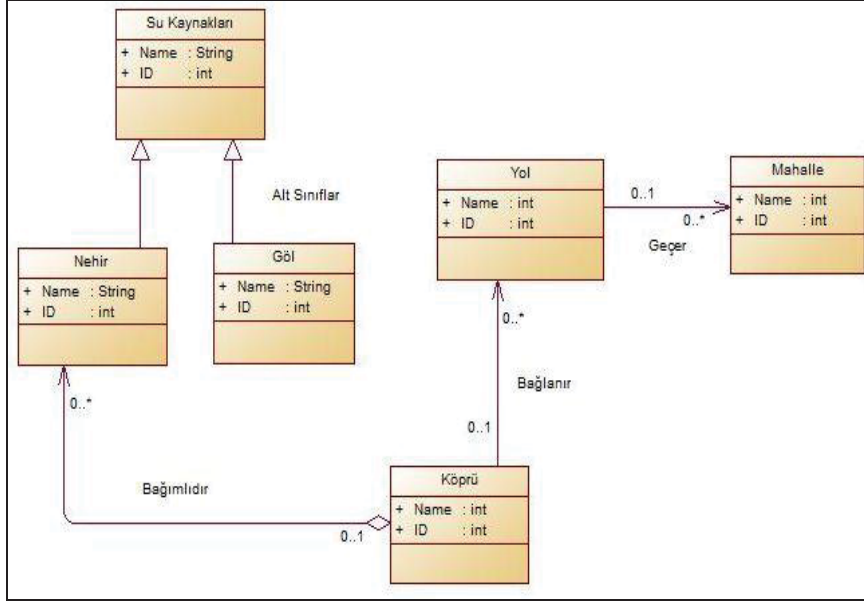 Su Kaynakları
+ Name : String
+ ID : int
Alt Sınıflar
Nehir
+ Name : String
+ ID : int
Göl
+ Name : String
+ ID : int
Yol
+ Name : int
+ ID : int
0..1
0..*
Geçer
Mahalle
+ Name : int
+ ID : int
0..*
Bağlanır
0..1
0..*
Bağımlıdır
0..1
Köprü
+ Name : int
+ ID : int